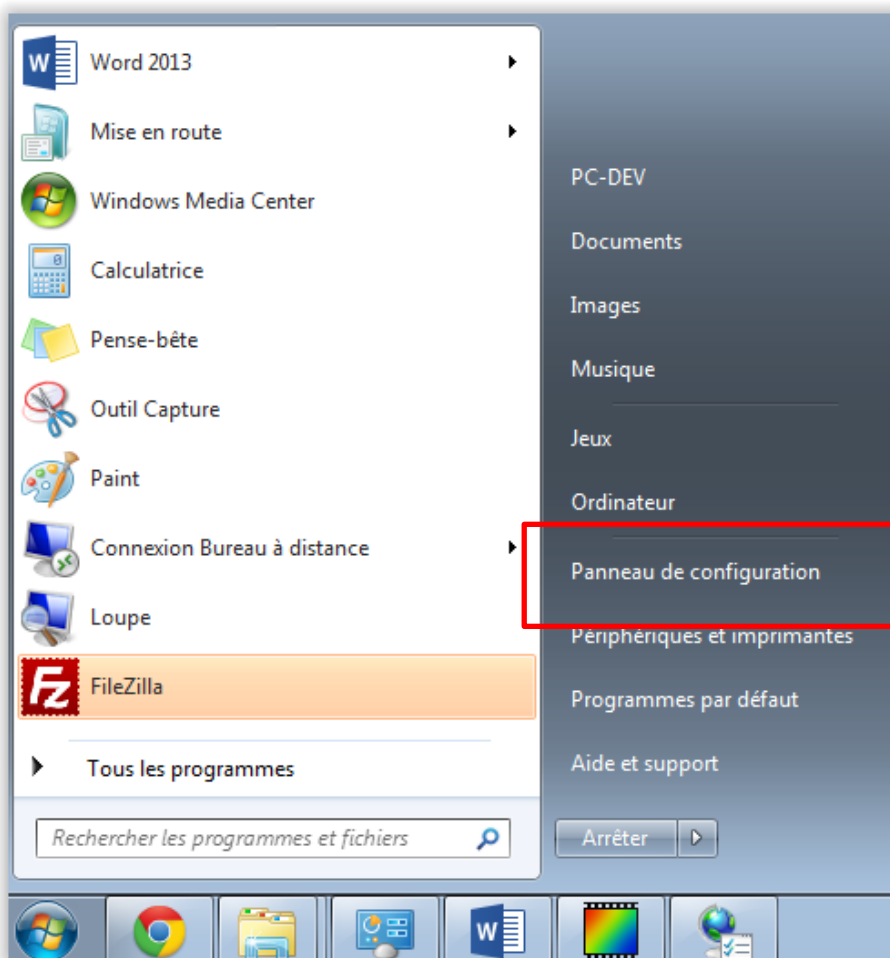 Word 2013
Mise en route
Windows Media Center
Calculatrice
Pense-bête
Outil Capture
Paint
Connexion Bureau à distance
Loupe
FileZilla
Tous les programmes
Rechercher les programmes et fichiers
PC-DEV
Documents
Images
Musique
Jeux
Ordinateur
Panneau de configuration
Périphériques et imprimantes
Programmes par défaut
Aide et support
Arrêter